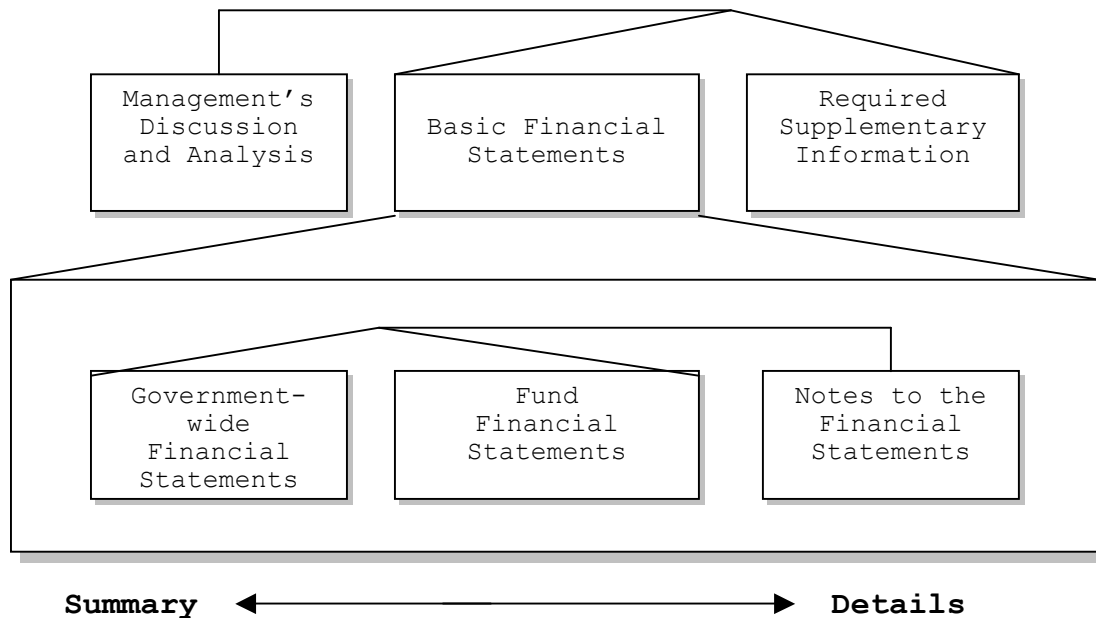 Management’s
Discussion
and Analysis
Basic Financial
Statements
Required
Supplementary
Information
Government-
wide
Financial
Statements
Fund
Financial
Statements
Notes to the
Financial
Statements
Summary
Details